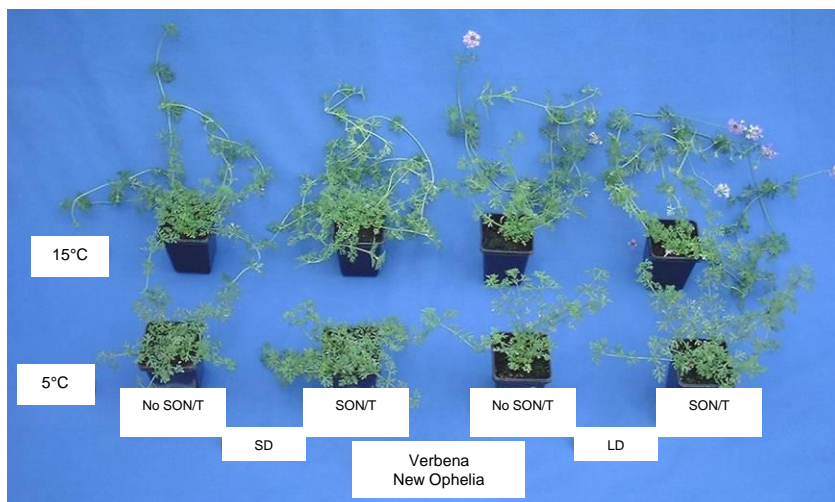 15°C
5°C
No SON/T
SON/T
No SON/T
SON/T
SD
LD
Verbena
New Ophelia